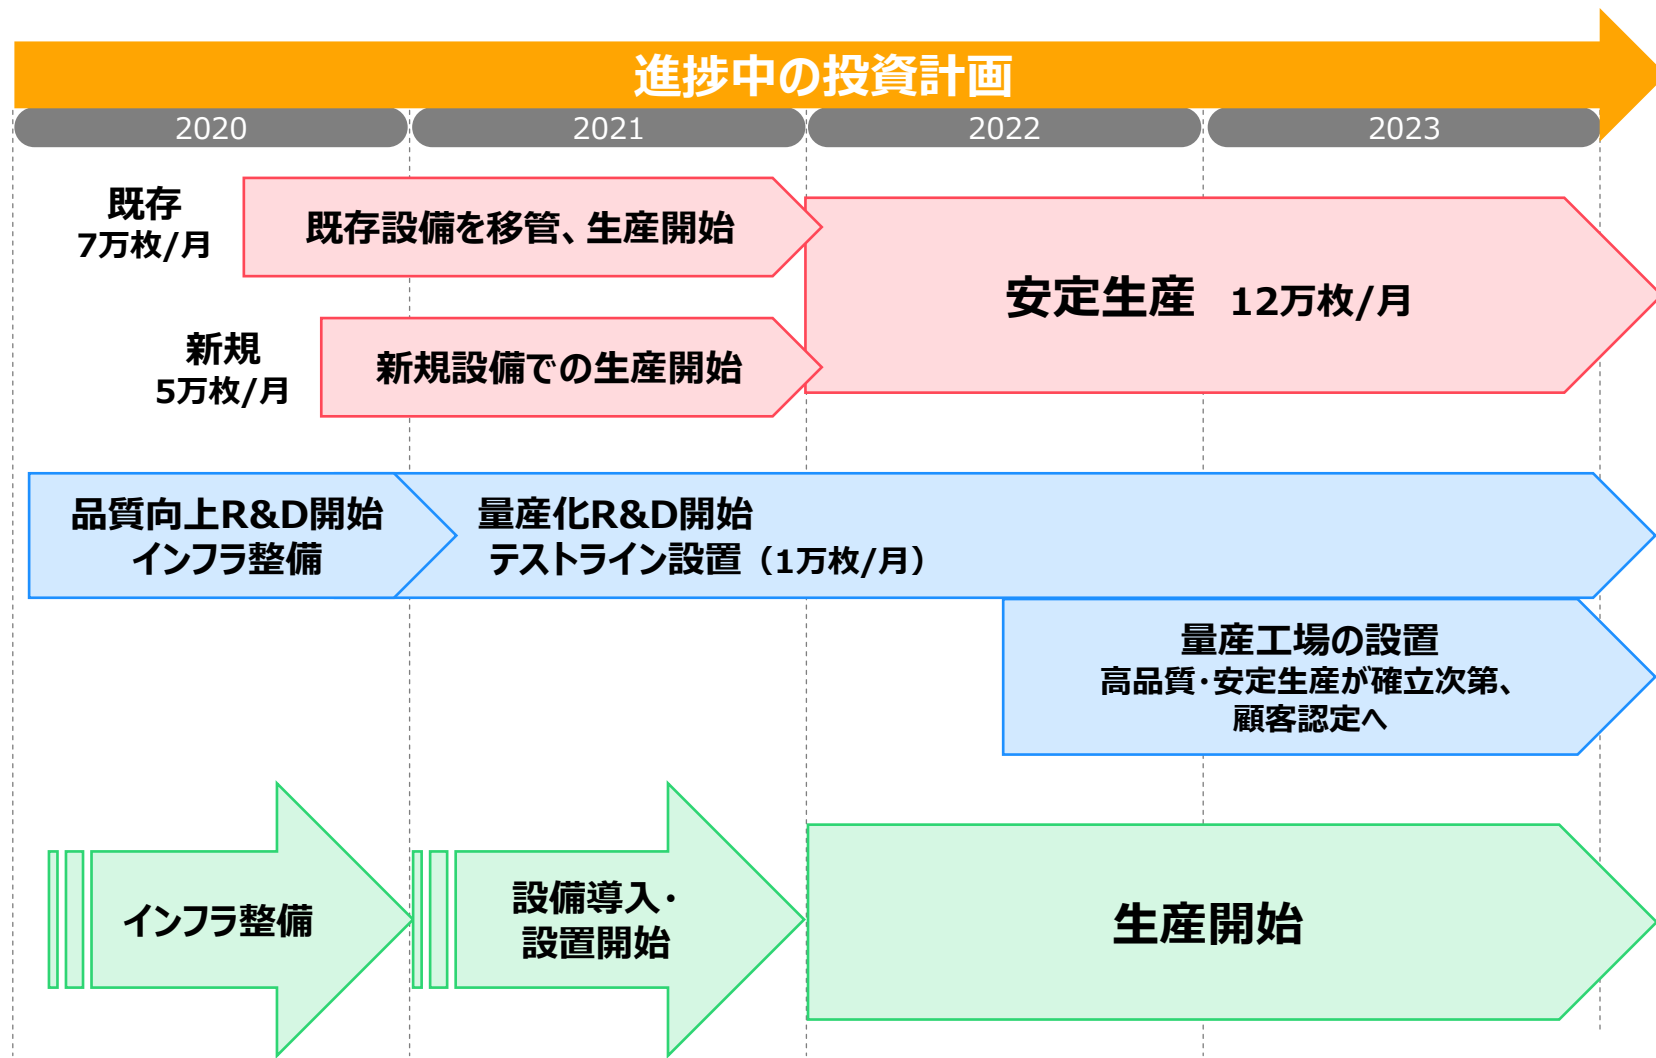 進捗中の投資計画
2020
2021
2022
2023
既存
7万枚/月
既存設備を移管、生産開始
新規
5万枚/月
新規設備での生産開始
安定生産 12万枚/月
品質向上R&D開始
インフラ整備
量産化R&D開始
テストライン設置（1万枚/月）
量産工場の設置
高品質・安定生産が確立次第、
顧客認定へ
インフラ整備
設備導入・
設置開始
生産開始